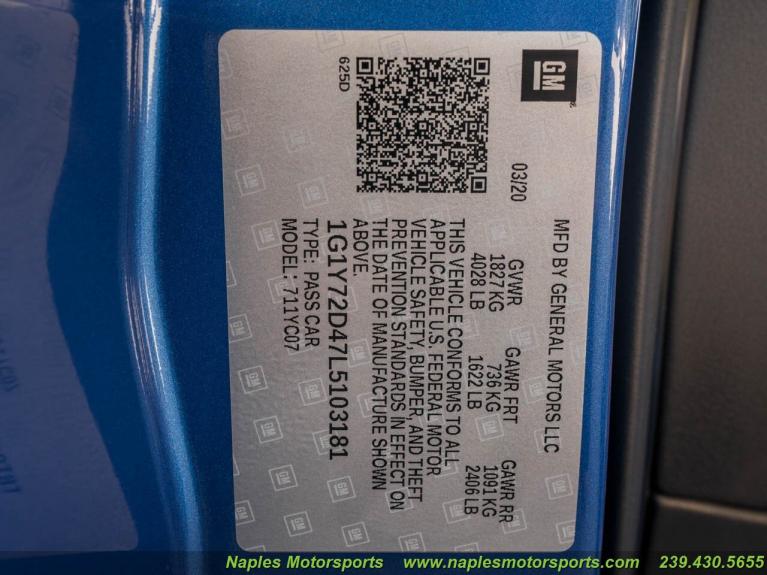 GM
MFD BY GENERAL MOTORS LLC
03/20
GVWR GAWR FRT GAWR RR
1827 KG 736 KG 1091 KG
4028 LB 1622 LB 2406 LB
THIS VEHICLE CONFORMS TO ALL
APPLICABLE U.S. FEDERAL MOTOR
VEHICLE SAFETY, BUMPER, AND THEFT
PREVENTION STANDARDS IN EFFECT ON
THE DATE OF MANUFACTURE SHOWN
ABOVE.
625D
1G1Y72D47L5103181
TYPE: PASS CAR
MODEL: 711YC07
Naples Motorsports www.naplesmotorsports.com 239.430.5655